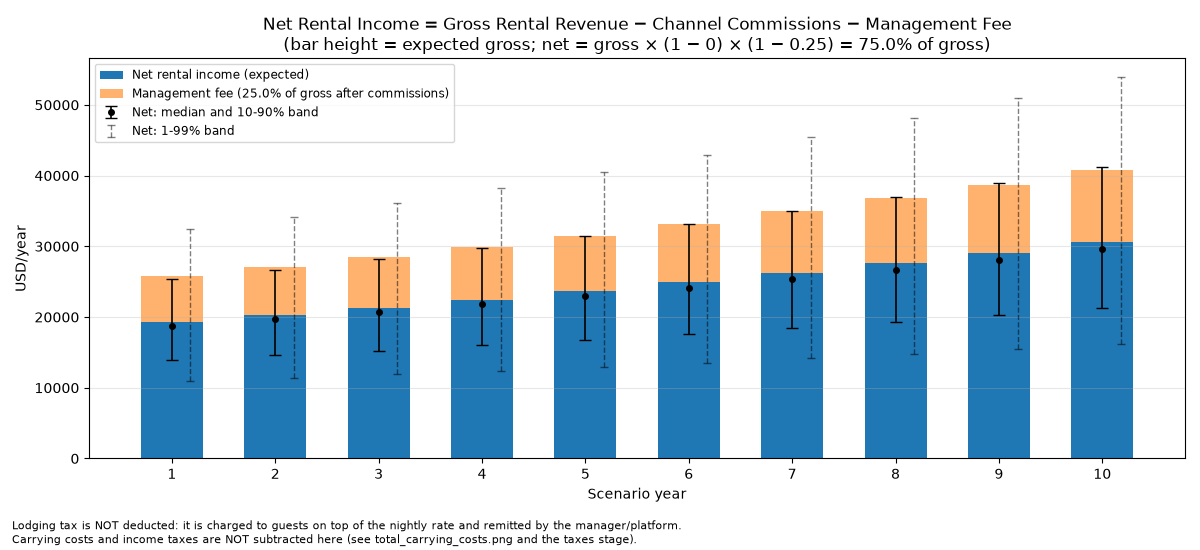 Net Rental Income = Gross Rental Revenue − Channel Commissions − Management Fee
(bar height = expected gross; net = gross × (1 − 0) × (1 − 0.25) = 75.0% of gross)
Net rental income (expected)
Management fee (25.0% of gross after commissions)
Net: median and 10-90% band
Net: 1-99% band
USD/year
50000
40000
30000
20000
10000
0
1 2 3 4 5 6 7 8 9 10
Scenario year
Lodging tax is NOT deducted: it is charged to guests on top of the nightly rate and remitted by the manager/platform.
Carrying costs and income taxes are NOT subtracted here (see total_carrying_costs.png and the taxes stage).